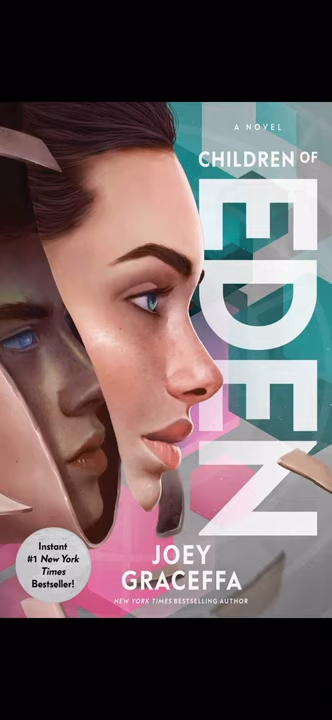 A NOVEL
CHILDREN OF
EDEN
Instant
#1 New York
Times
Bestseller!
JOEY
GRACEFFA
NEW YORK TIMES BESTSELLING AUTHOR